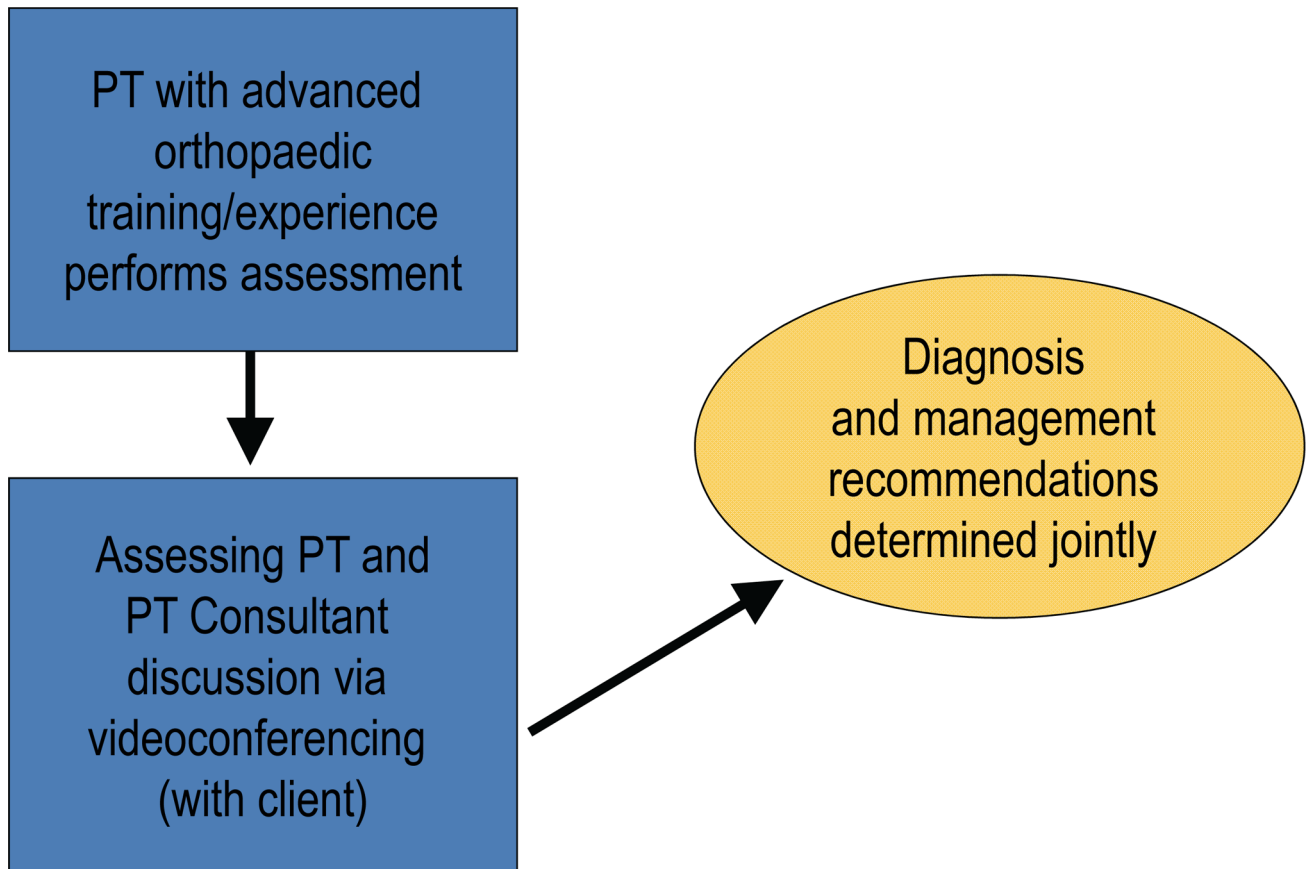 PT with advanced
orthopaedic
training/experience
performs assessment
Assessing PT and
PT Consultant
discussion via
videoconferencing
(with client)
Diagnosis
and management
recommendations
determined jointly